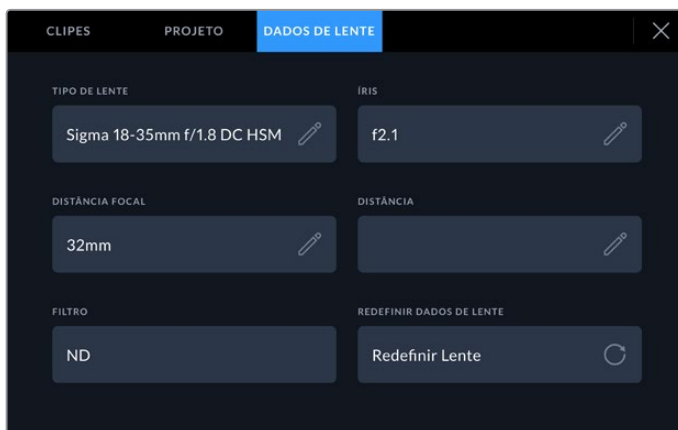 CLIPES PROJETO DADOS DE LENTE
TIPO DE LENTE ÍRIS
Sigma 18-35mm f/1.8 DC HSM f2.1
DISTÂNCIA FOCAL DISTÂNCIA
32mm
FILTRO REDEFINIR DADOS DE LENTE
ND Redefinir Lente